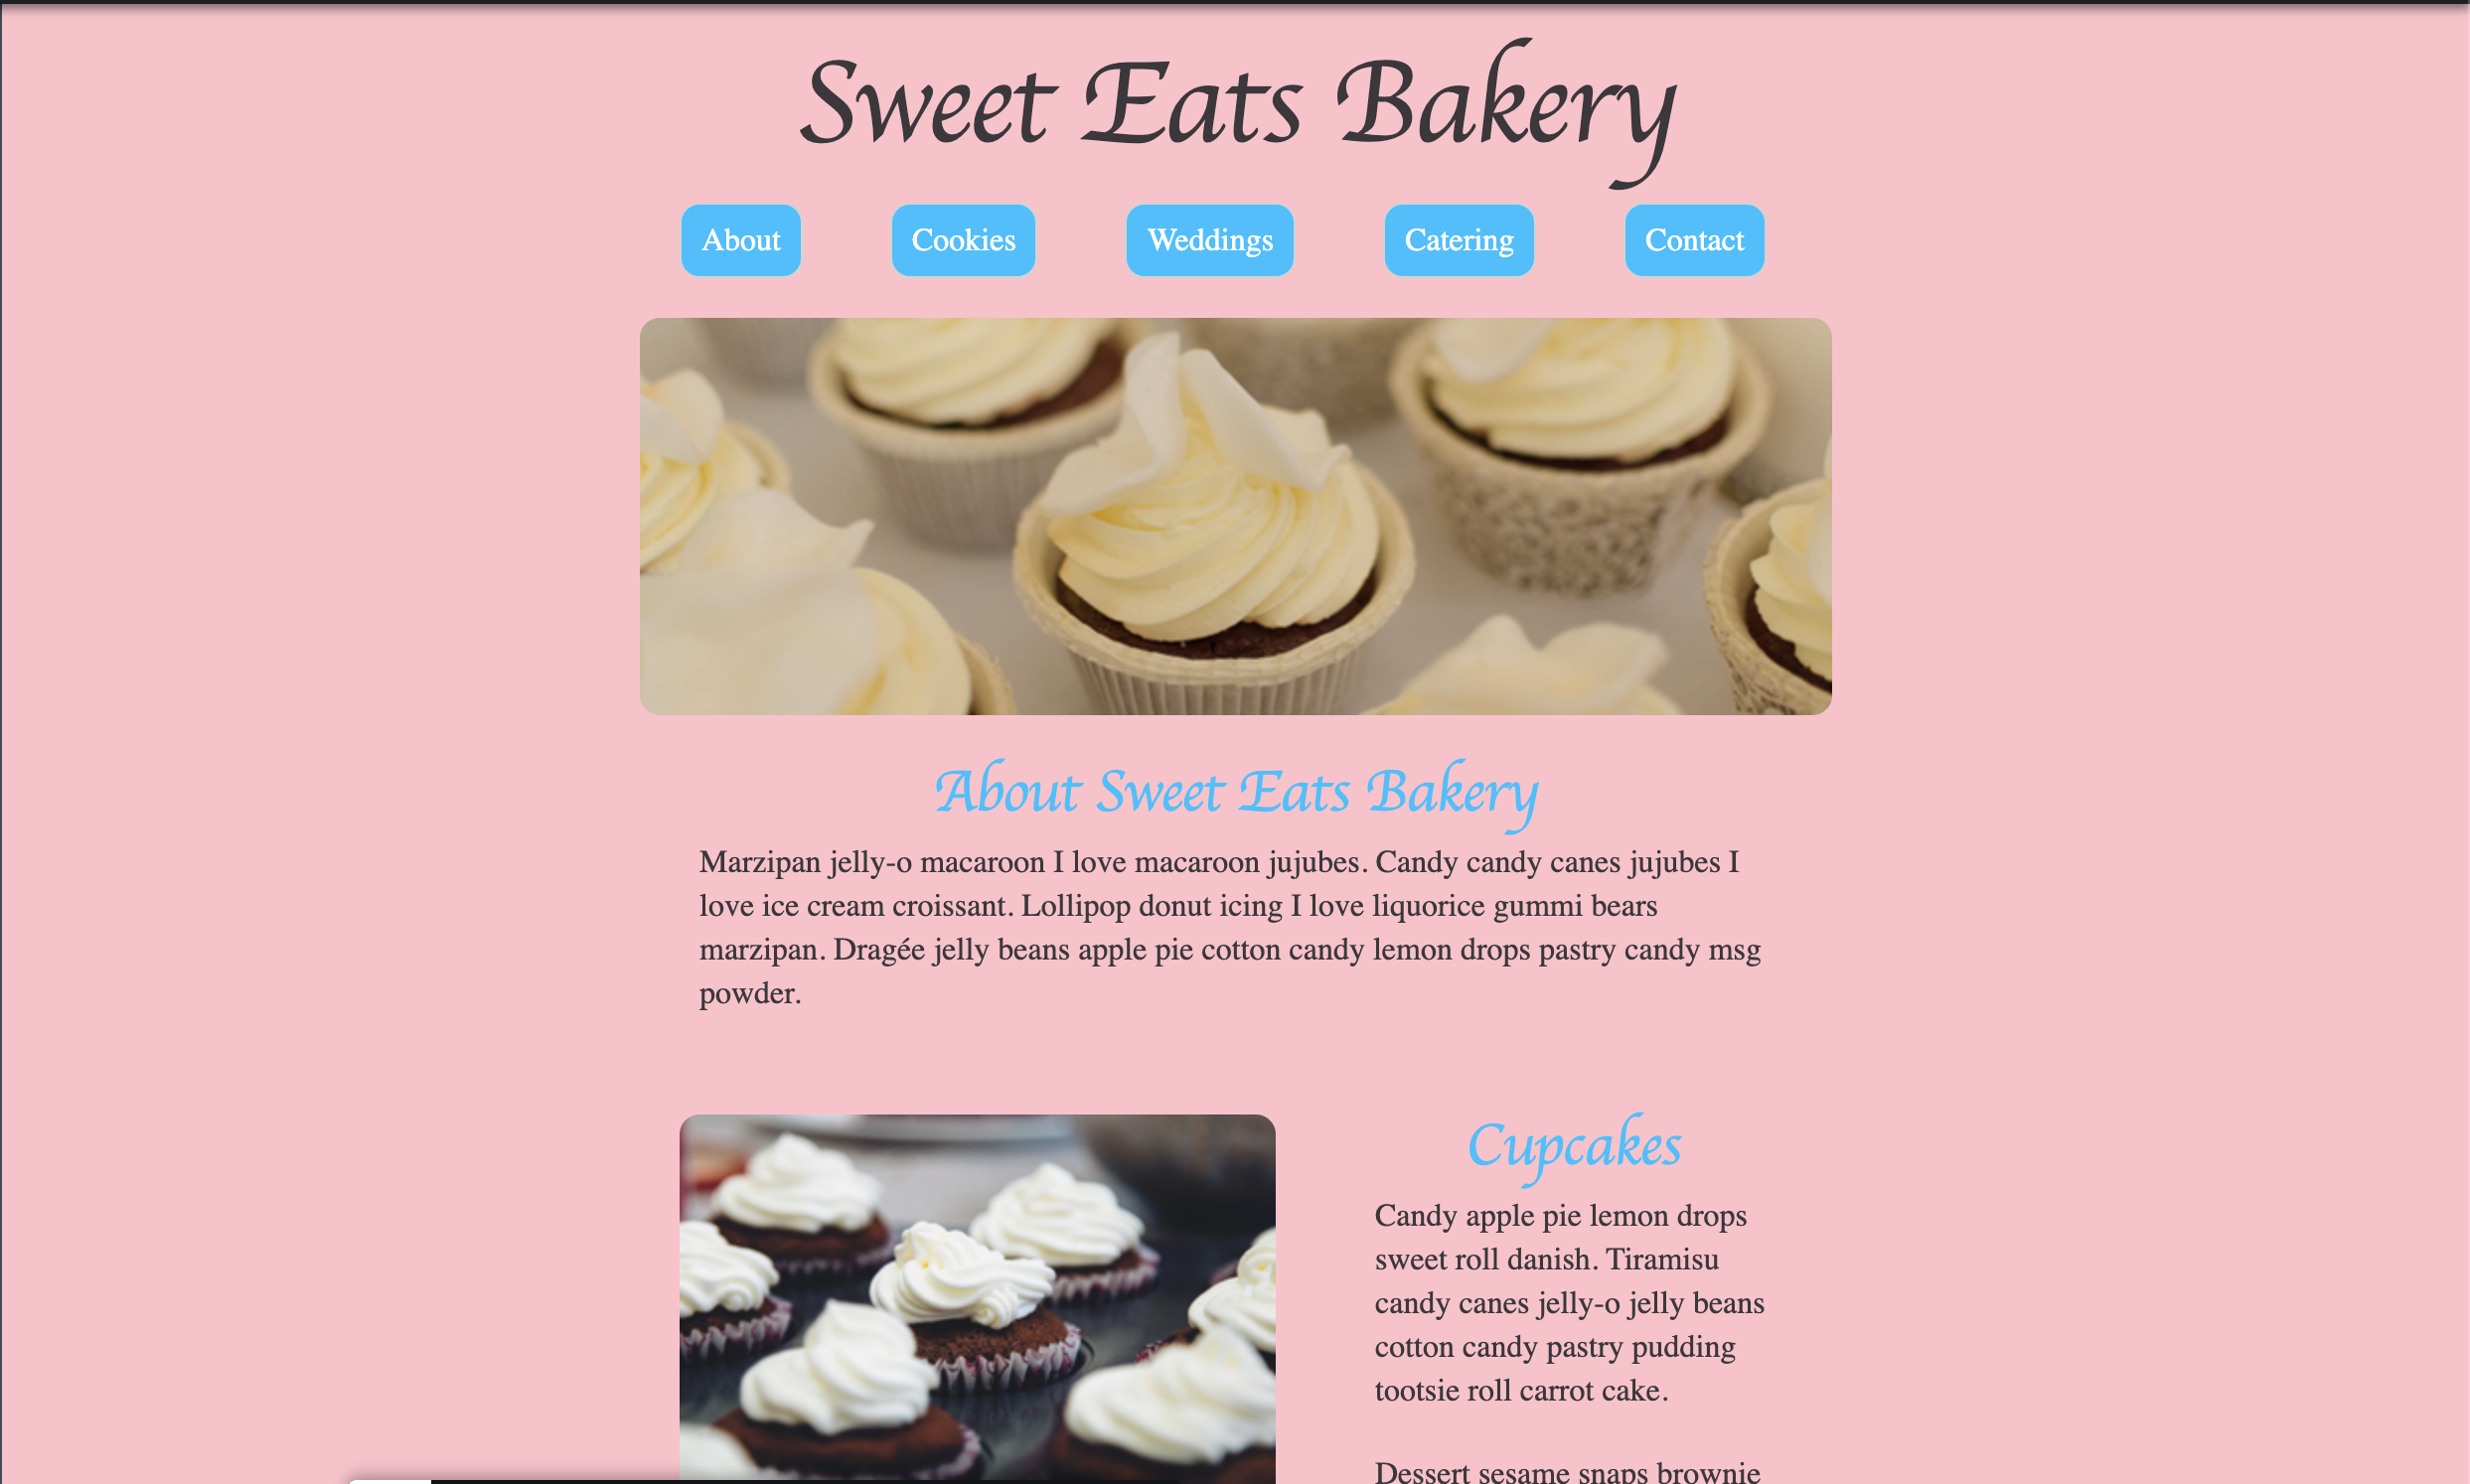 Sweet Eats Bakery
About Cookies Weddings Catering Contact
About Sweet Eats Bakery
Marzipan jelly-o macaroon I love macaroon jujubes. Candy candy canes jujubes I
love ice cream croissant. Lollipop donut icing I love liquorice gummi bears
marzipan. Dragée jelly beans apple pie cotton candy lemon drops pastry candy msg
powder.
Cupcakes
Candy apple pie lemon drops
sweet roll danish. Tiramisu
candy canes jelly-o jelly beans
cotton candy pastry pudding
tootsie roll carrot cake.
Dessert sesame snaps brownie